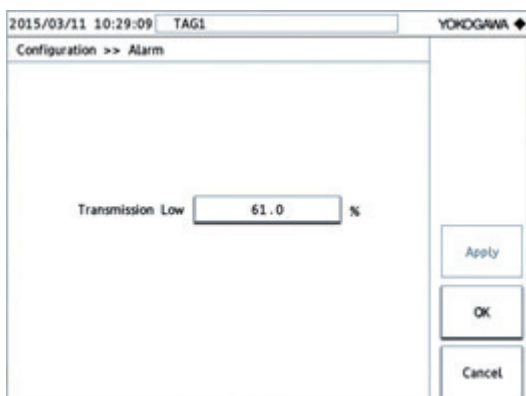 2015/03/11 10:29:09 TAG1 YOKOGAWA
Configuration >> Alarm
Transmission Low 61.0 %
Apply
OK
Cancel